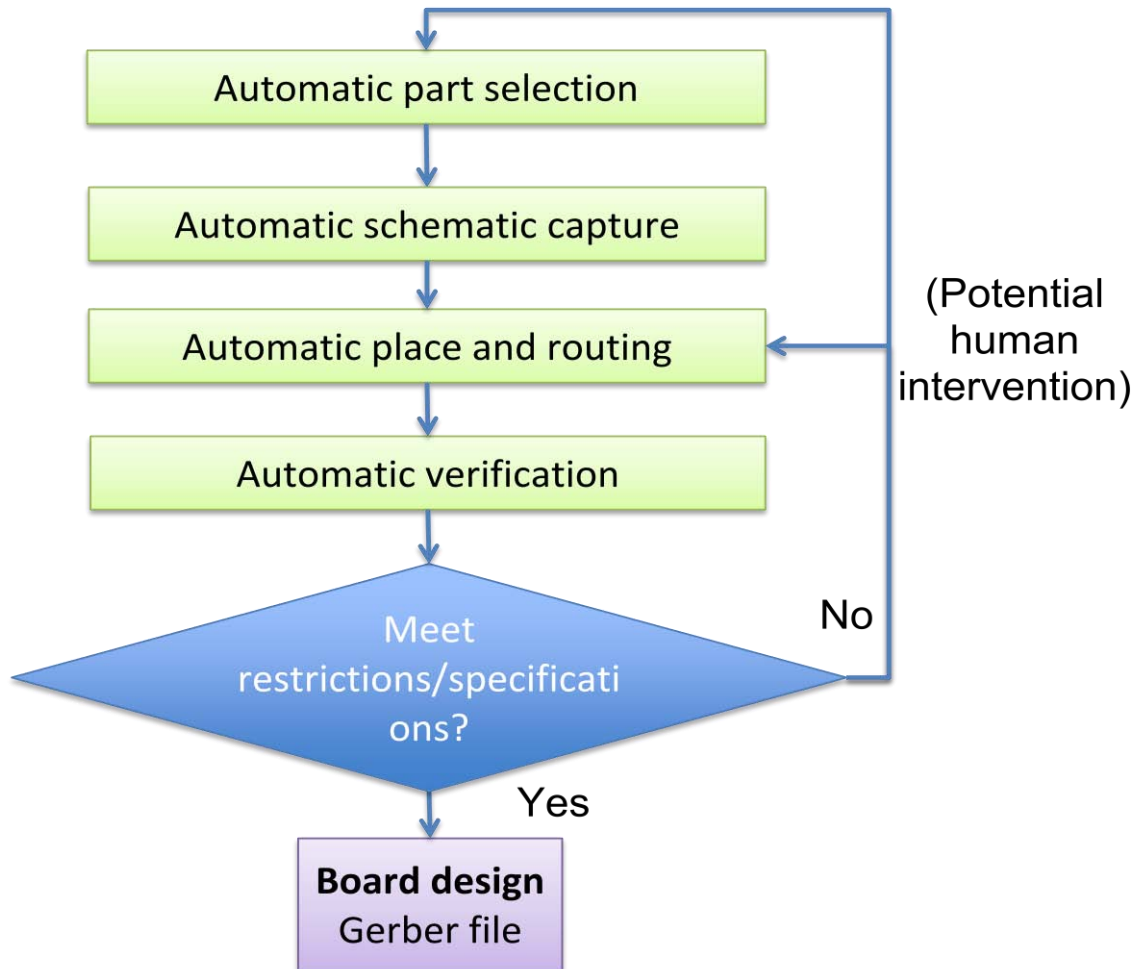 Automatic part selection
Automatic schematic capture
Automatic place and routing
(Potential
human
intervention)
Automatic verification
No
Meet
restrictions/specificati
ons?
Yes
Board design
Gerber file